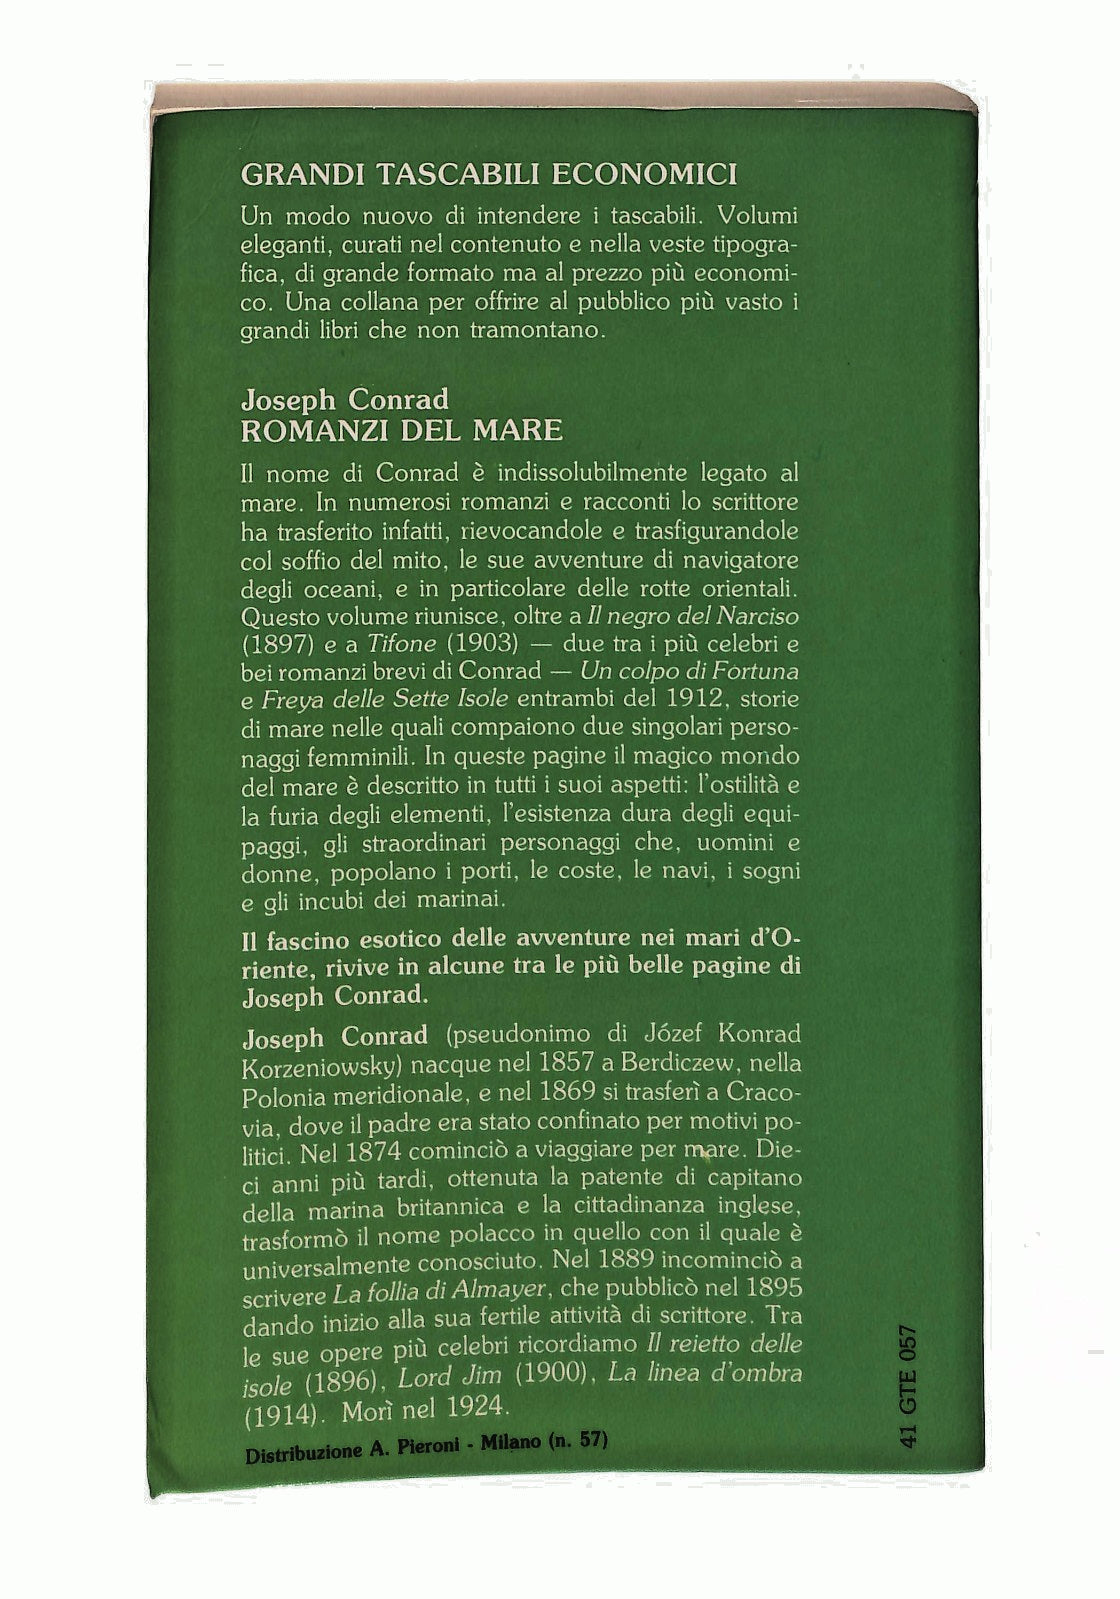 GRANDI TASCABILI ECONOMICI
Un modo nuovo di intendere i tascabili. Volumi
eleganti, curati nel contenuto e nella veste tipogra-
fica, di grande formato ma al prezzo più economi-
co. Una collana per offrire al pubblico più vasto i
grandi libri che non tramontano.
Joseph Conrad
ROMANZI DEL MARE
Il nome di Conrad è indissolubilmente legato al
mare. In numerosi romanzi e racconti lo scrittore
ha trasferito infatti, rievocandole e trasfigurandole
col soffio del mito, le sue avventure di navigatore
degli oceani, e in particolare delle rotte orientali.
Questo volume riunisce, oltre a Il negro del Narciso
(1897) e a Tifone (1903) — due tra i più celebri e
bei romanzi brevi di Conrad — Un colpo di Fortuna
e Freya delle Sette Isole entrambi del 1912, storie
di mare nelle quali compaiono due singolari perso-
naggi femminili. In queste pagine il magico mondo
del mare è descritto in tutti i suoi aspetti: l'ostilità e
la furia degli elementi, l'esistenza dura degli equi-
paggi, gli straordinari personaggi che, uomini e
donne, popolano i porti, le coste, le navi, i sogni
e gli incubi dei marinai.
Il fascino esotico delle avventure nei mari d'O-
riente, rivive in alcune tra le più belle pagine di
Joseph Conrad.
Joseph Conrad (pseudonimo di Józef Konrad
Korzeniowsky) nacque nel 1857 a Berdiczew, nella
Polonia meridionale, e nel 1869 si trasferì a Craco-
via, dove il padre era stato confinato per motivi po-
litici. Nel 1874 cominciò a viaggiare per mare. Die-
ci anni più tardi, ottenuta la patente di capitano
della marina britannica e la cittadinanza inglese,
trasformò il nome polacco in quello con il quale è
universalmente conosciuto. Nel 1889 incominciò a
scrivere La follia di Almayer, che pubblicò nel 1895
dando inizio alla sua fertile attività di scrittore. Tra
le sue opere più celebri ricordiamo Il reietto delle
isole (1896), Lord Jim (1900), La linea d'ombra
(1914). Morì nel 1924.
Distribuzione A. Pieroni - Milano (n. 57)
41 GTE 057